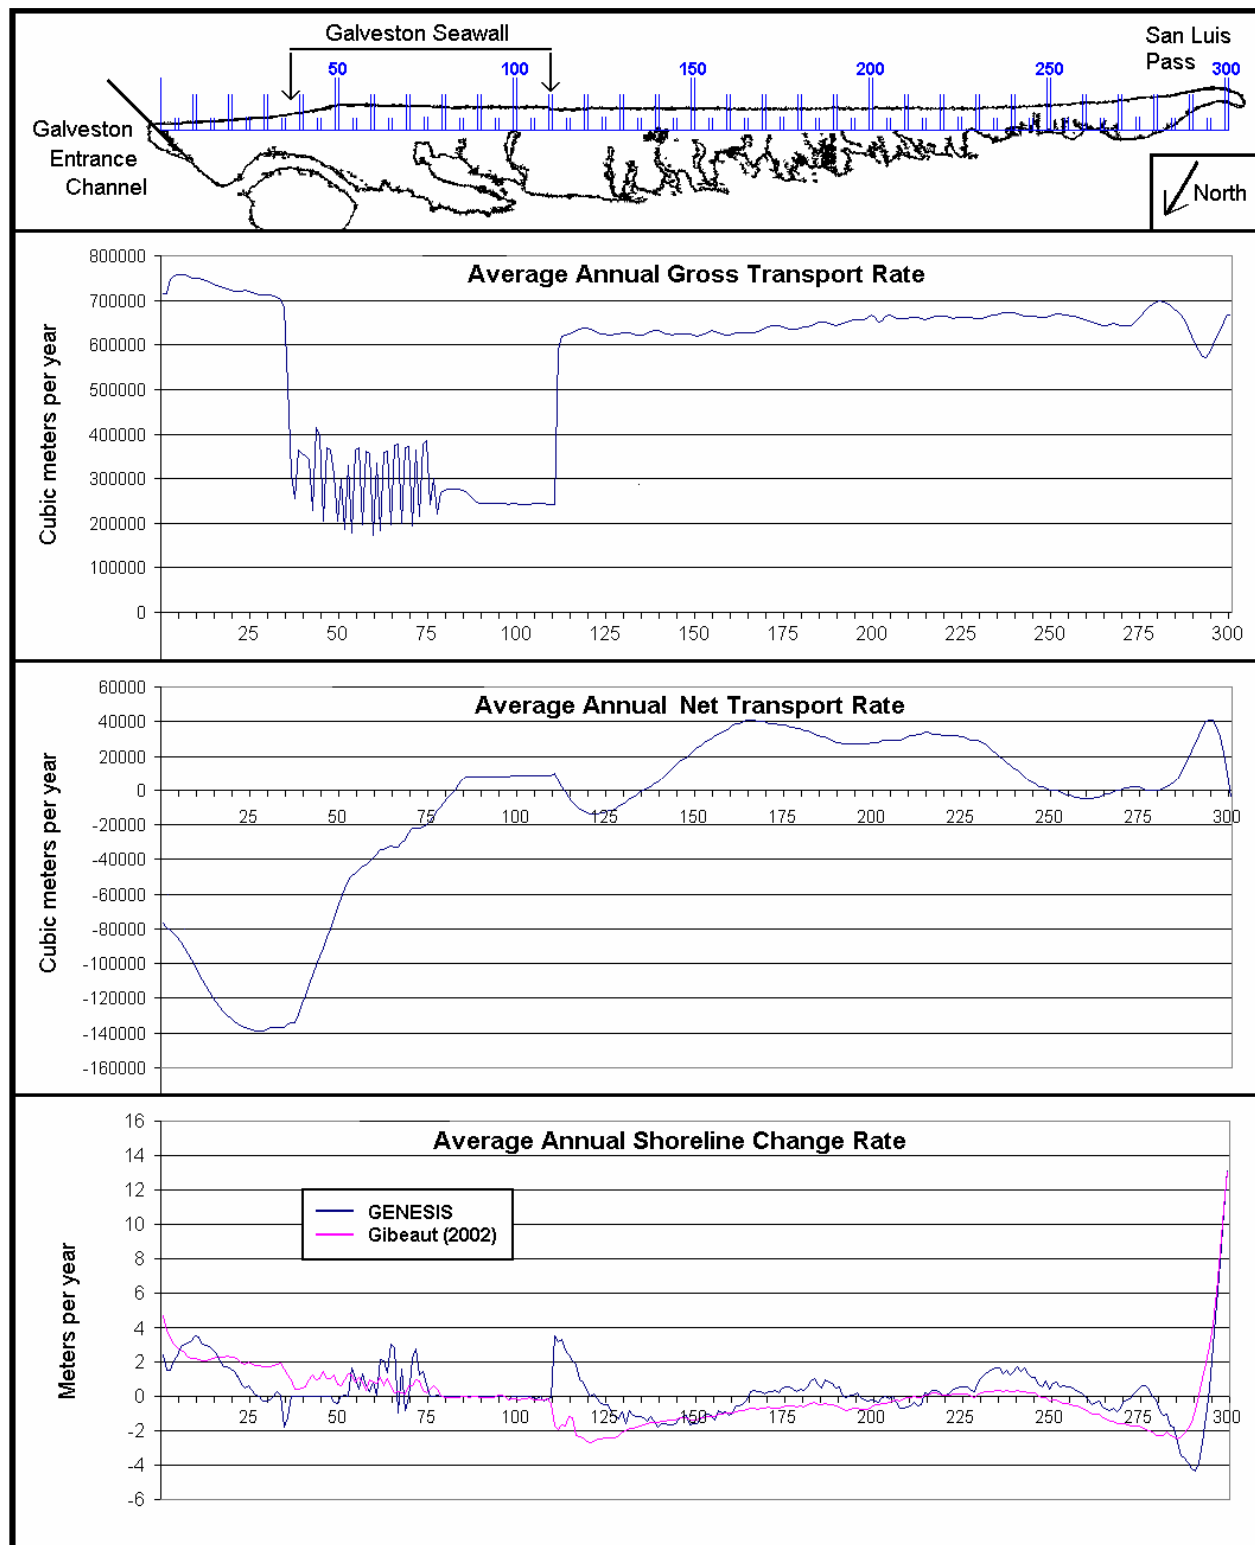 Galveston Seawall
San Luis
Pass
50 100 150 200 250 300
Galveston
Entrance
Channel
North
Average Annual Gross Transport Rate
Cubic meters per year
800000
700000
600000
500000
400000
300000
200000
100000
0
25 50 75 100 125 150 175 200 225 250 275 300
Average Annual Net Transport Rate
Cubic meters per year
60000
40000
20000
0
-20000
-40000
-60000
-80000
-100000
-120000
-140000
-160000
25 50 75 100 125 150 175 200 225 250 275 300
Average Annual Shoreline Change Rate
Meters per year
16
14
12
10
8
6
4
2
0
-2
-4
-6
GENESIS
Gibeaut (2002)
25 50 75 100 125 150 175 200 225 250 275 300